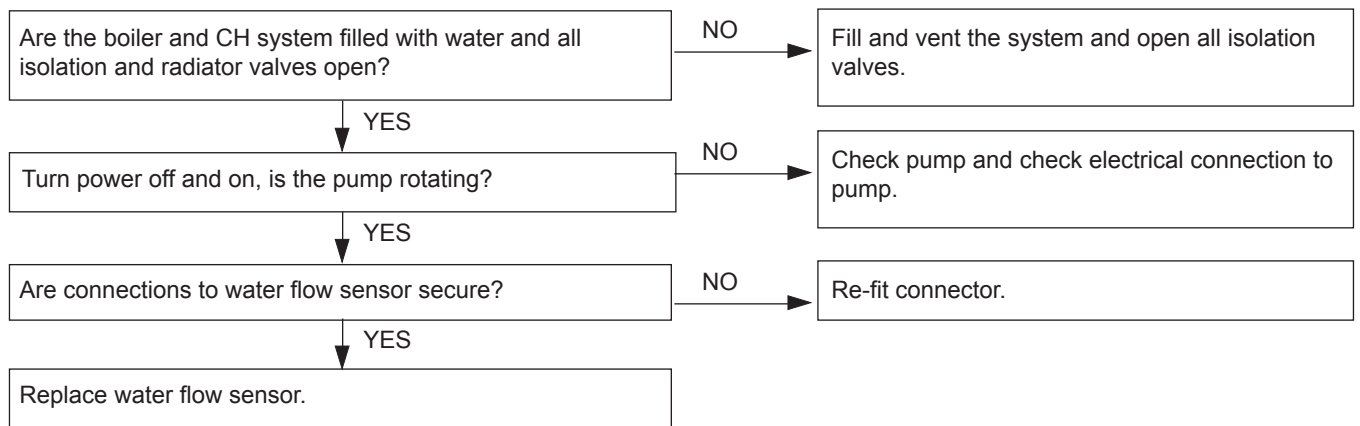 Are the boiler and CH system filled with water and all
isolation and radiator valves open?
NO
Fill and vent the system and open all isolation
valves.
YES
Turn power off and on, is the pump rotating?
NO
Check pump and check electrical connection to
pump.
YES
Are connections to water flow sensor secure?
NO
Re-fit connector.
YES
Replace water flow sensor.